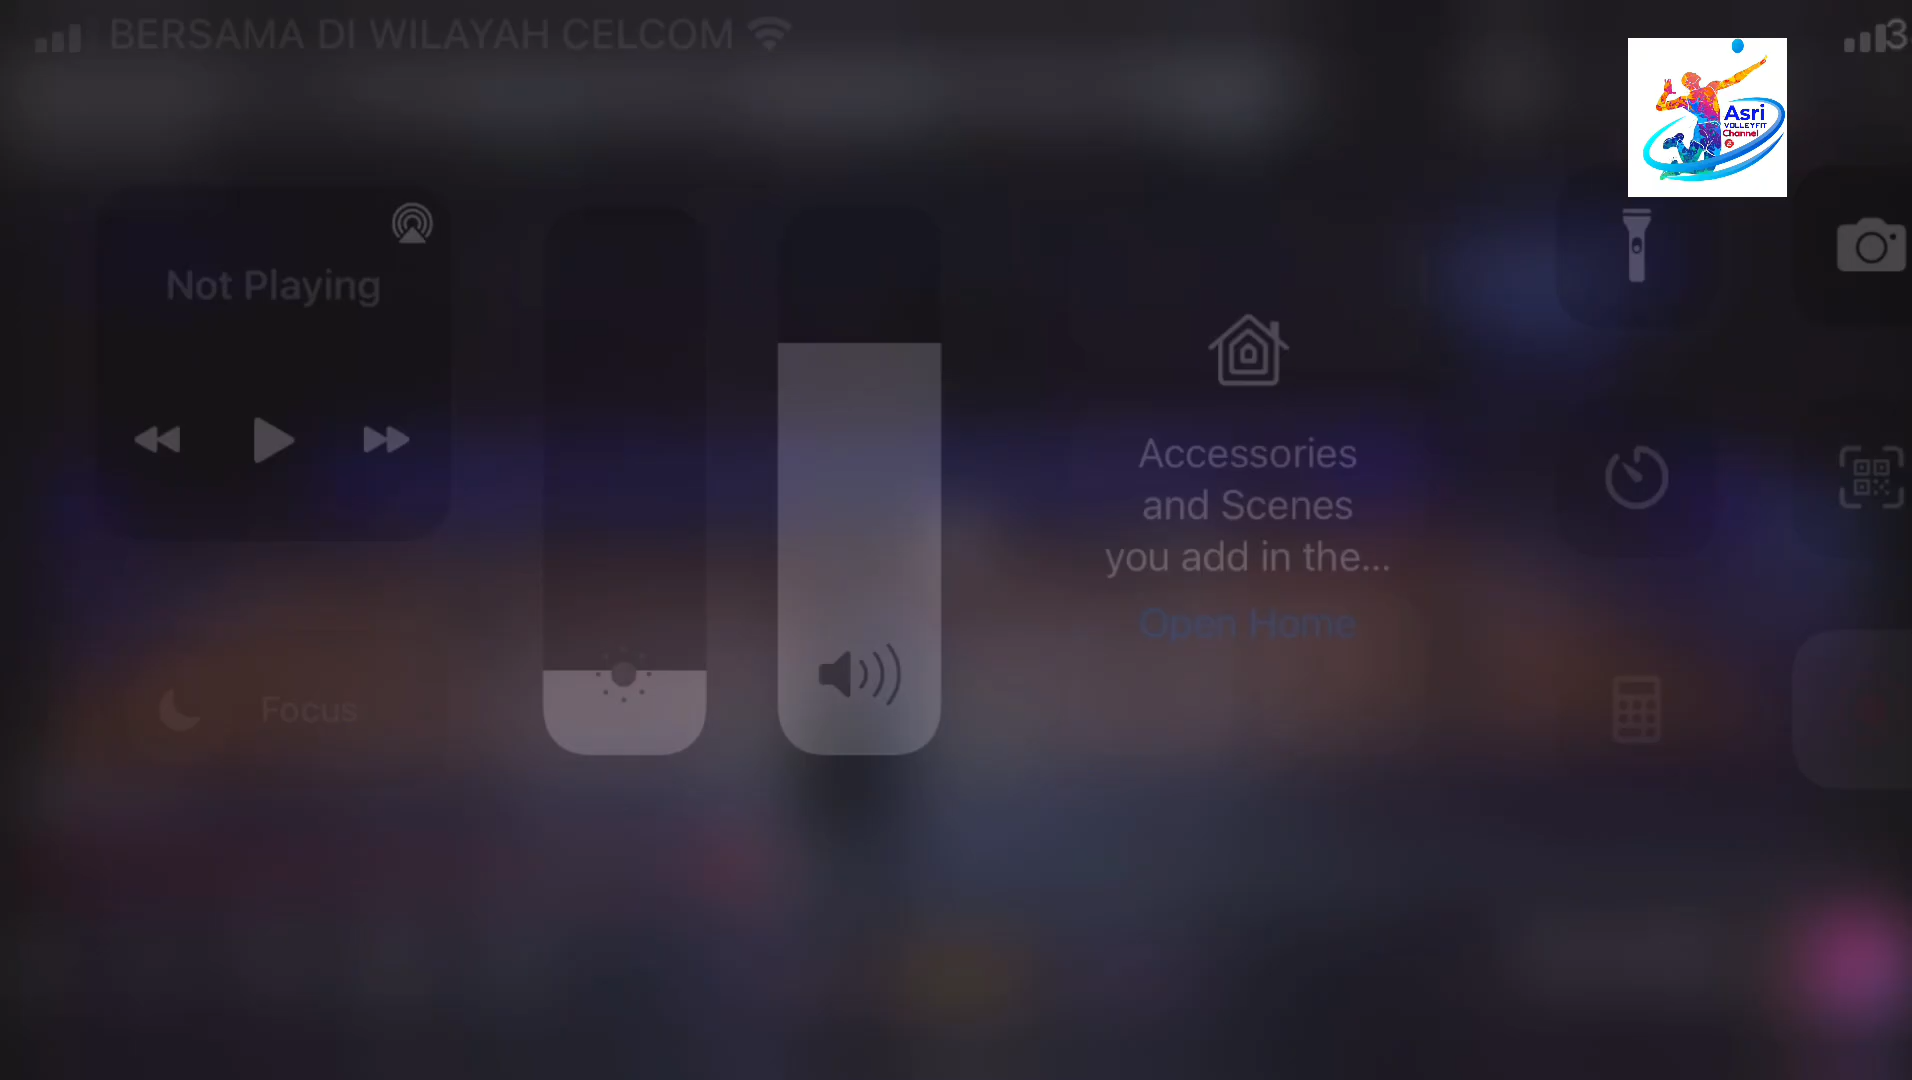 BERSAMA DI WILAYAH CELCOM
3
Asri
VOLLEYFIT
Channel
Not Playing
Accessories
and Scenes
you add in the...
Open Home
Focus